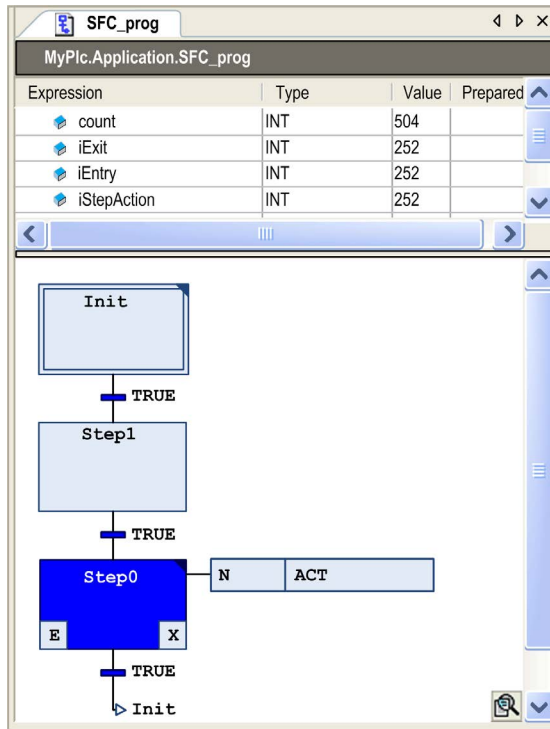 SFC_prog
MyPlc.Application.SFC_prog
Expression Type Value Prepared
count INT 504
iExit INT 252
iEntry INT 252
iStepAction INT 252
Init
TRUE
Step1
TRUE
Step0 N ACT
E X
TRUE
Init